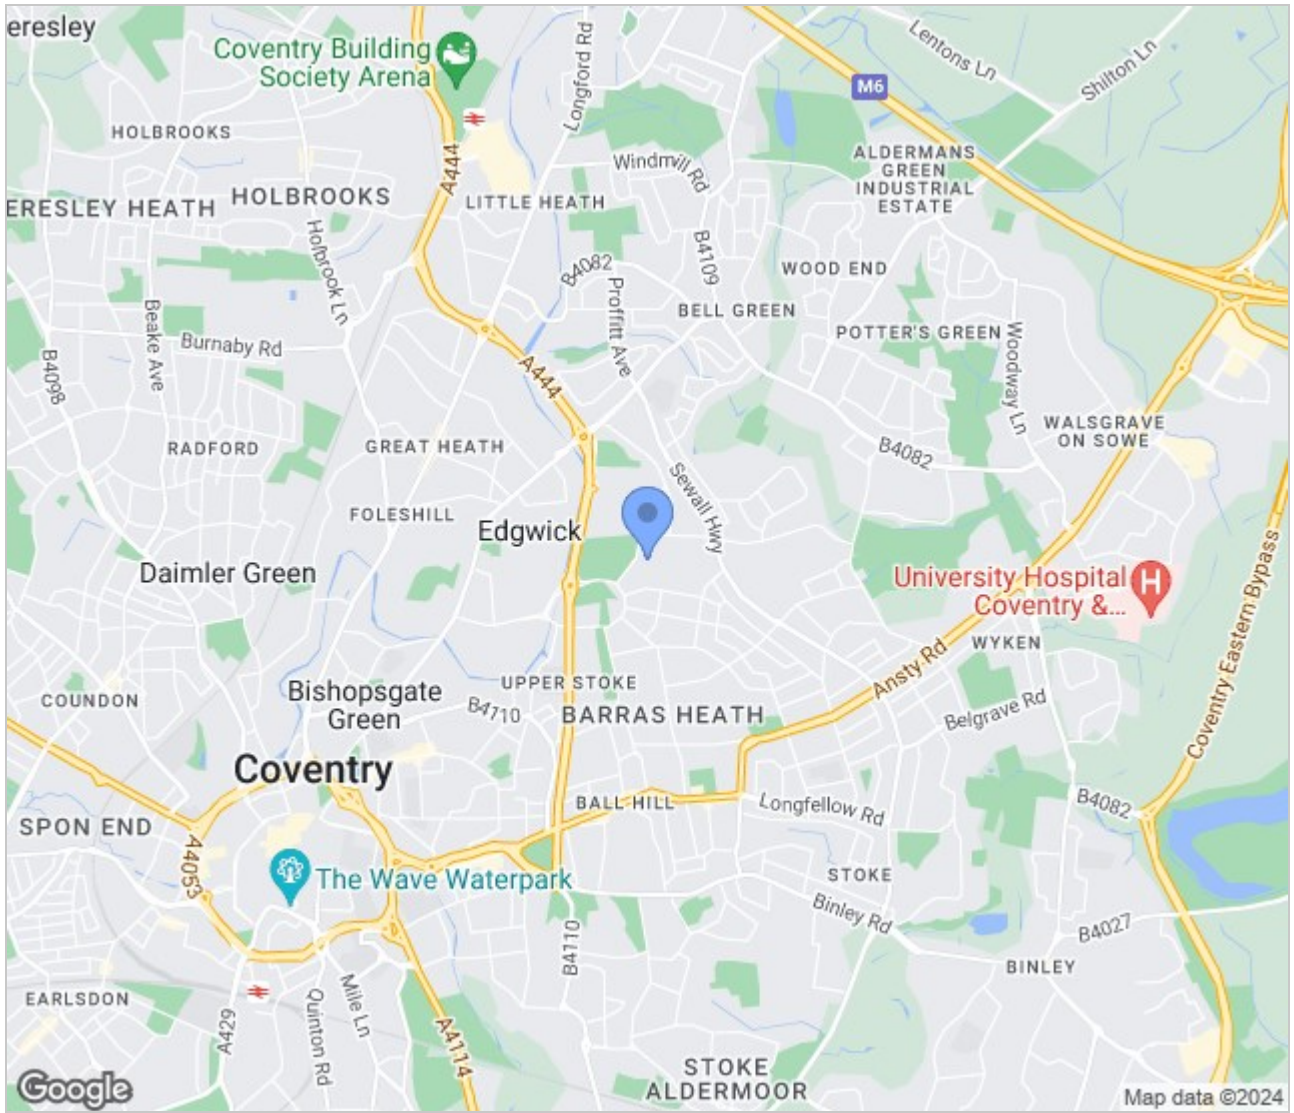 eresley
Coventry Building
Society Arena
Longford Rd
Lentons Ln
Shilton Ln
M6
HOLBROOKS
A444
Windmill Rd
ALDERMANS
GREEN
INDUSTRIAL
ESTATE
ERESLEY HEATH
HOLBROOKS
LITTLE HEATH
Holbrook Ln
B4082
B4109
WOOD END
Proffitt Ave
BELL GREEN
Beake Ave
Burnaby Rd
POTTER'S GREEN
Woodway Ln
B4098
A444
WALSGRAVE
ON SOWE
RADFORD
GREAT HEATH
B4082
Sewall Hwy
FOLESHILL
Edgwick
Daimler Green
University Hospital
Coventry &...
H
Coventry Eastern Bypass
WYKEN
Ansty Rd
COUNDON
Bishopsgate
Green
UPPER STOKE
B4710
BARRAS HEATH
Belgrave Rd
Coventry
BALL HILL
Longfellow Rd
B4082
SPON END
A4053
The Wave Waterpark
STOKE
Binley Rd
B4027
B4110
BINLEY
EARLSDON
A429
Quinton Rd
Mile Ln
A4114
STOKE
ALDERMOOR
Google
Map data ©2024